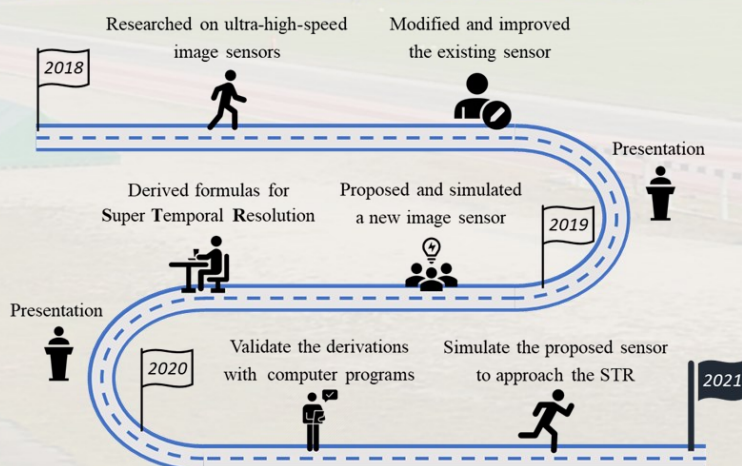 Researched on ultra-high-speed
image sensors
Modified and improved
the existing sensor
2018
Presentation
Derived formulas for
Super Temporal Resolution
Proposed and simulated
a new image sensor
2019
Presentation
2020
Validate the derivations
with computer programs
Simulate the proposed sensor
to approach the STR
2021